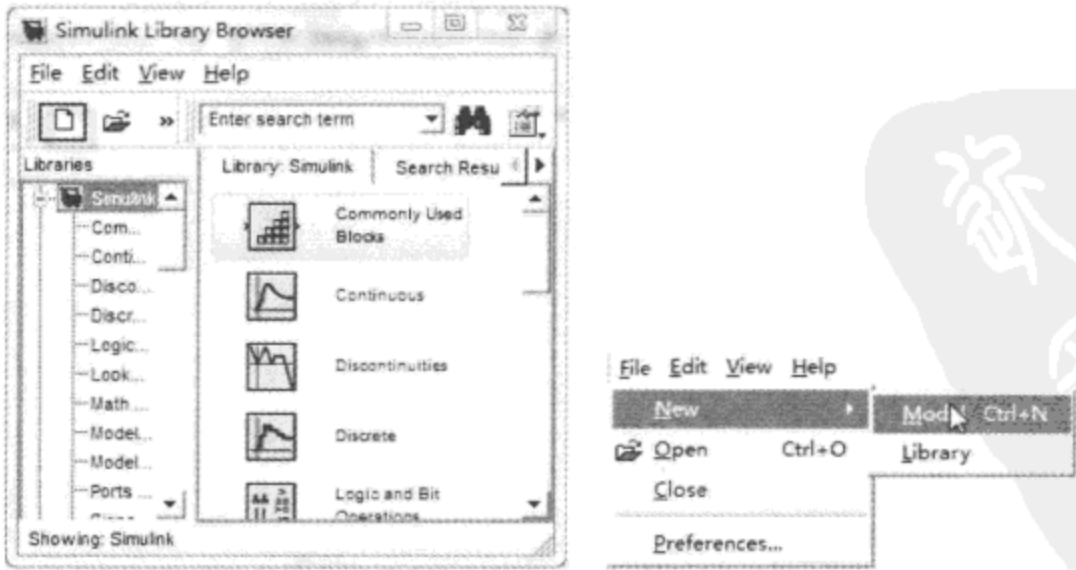 Simulink Library Browser
File Edit View Help
Enter search term
Libraries
Library: Simulink
Search Resu
Simulink
Com...
Conti...
Disco...
Discr...
Logic...
Look...
Math ...
Model...
Model...
Ports ...
Commonly Used
Blocks
Continuous
Discontinuities
Discrete
Logic and Bit
Operations
Showing: Simulink
File Edit View Help
New
Open Ctrl+O
Close
Preferences...
Model Ctrl+N
Library